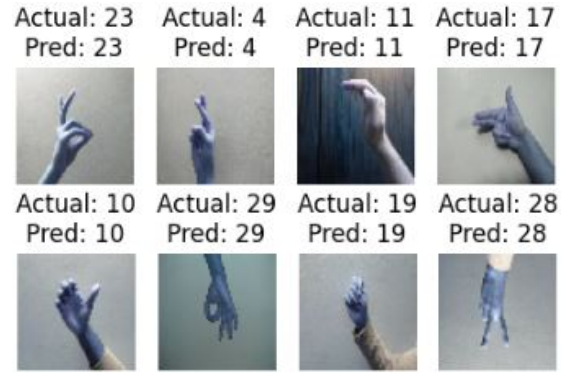 Actual: 23 Actual: 4 Actual: 11 Actual: 17
Pred: 23 Pred: 4 Pred: 11 Pred: 17
Actual: 10 Actual: 29 Actual: 19 Actual: 28
Pred: 10 Pred: 29 Pred: 19 Pred: 28